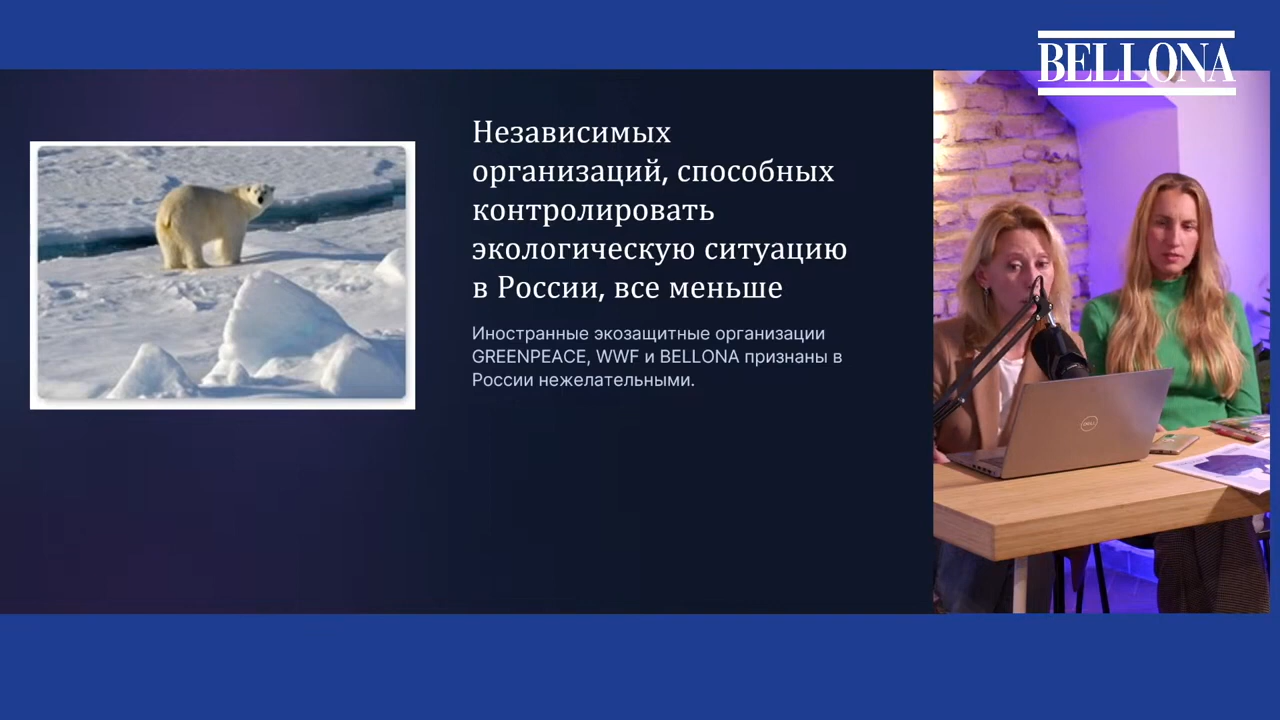 BELLONA
Независимых
организаций, способных
контролировать
экологическую ситуацию
в России, все меньше
Иностранные экозащитные организации
GREENPEACE, WWF и BELLONA признаны в
России нежелательными.
DELL